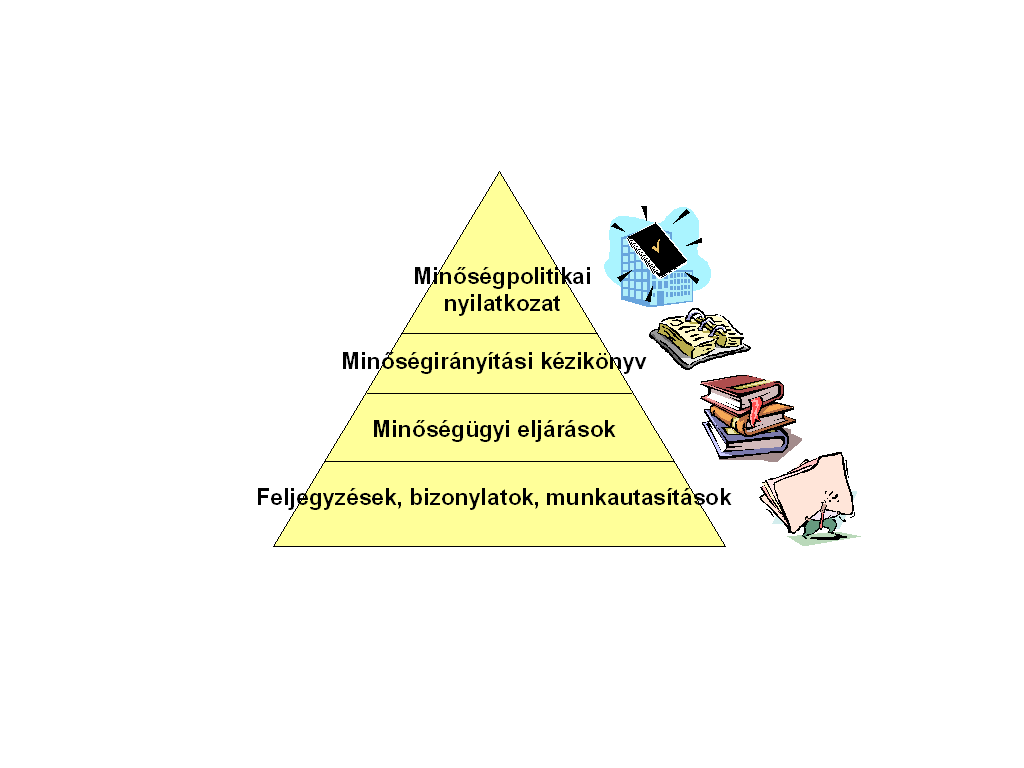 Minőségpolitikai
nyilatkozat
Minőségirányítási kézikönyv
Minőségügyi eljárások
Feljegyzések, bizonylatok, munkautasítások